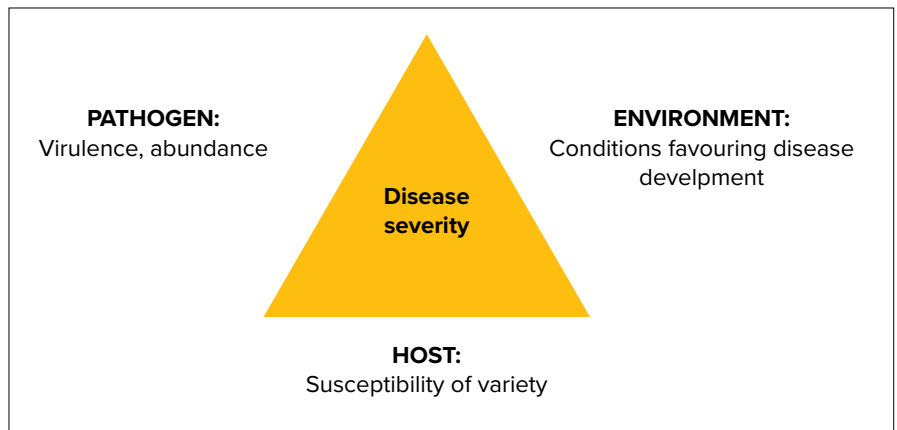 PATHOGEN:
Virulence, abundance
ENVIRONMENT:
Conditions favouring disease
develpment
Disease
severity
HOST:
Susceptibility of variety